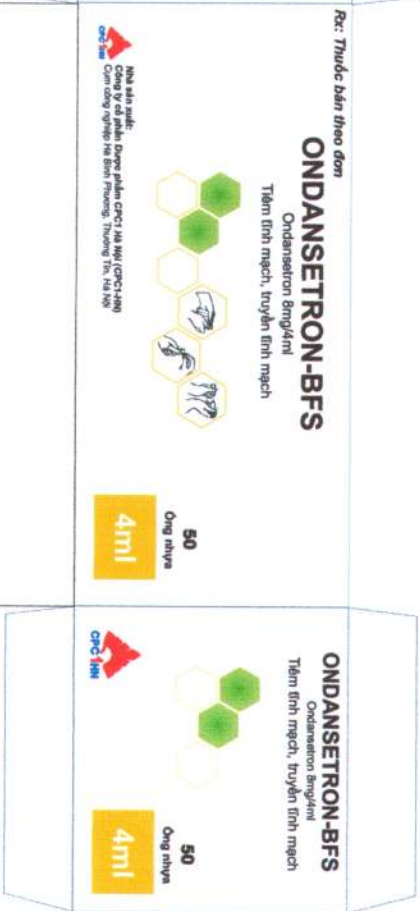 Rx: Thuốc bán theo đơn
ONDANSETRON-BFS
Ondansetron 8mg/4ml
Tiêm tĩnh mạch, truyền tĩnh mạch
50
Ống nhựa
4ml
CPC1HN
Nhà sản xuất:
Công ty cổ phần Dược phẩm CPC1 Hà Nội (CPC1-HN)
Cụm công nghiệp Hà Bình Phương, Thường Tín, Hà Nội
ONDANSETRON-BFS
Ondansetron 8mg/4ml
Tiêm tĩnh mạch, truyền tĩnh mạch
50
Ống nhựa
4ml
CPC1HN